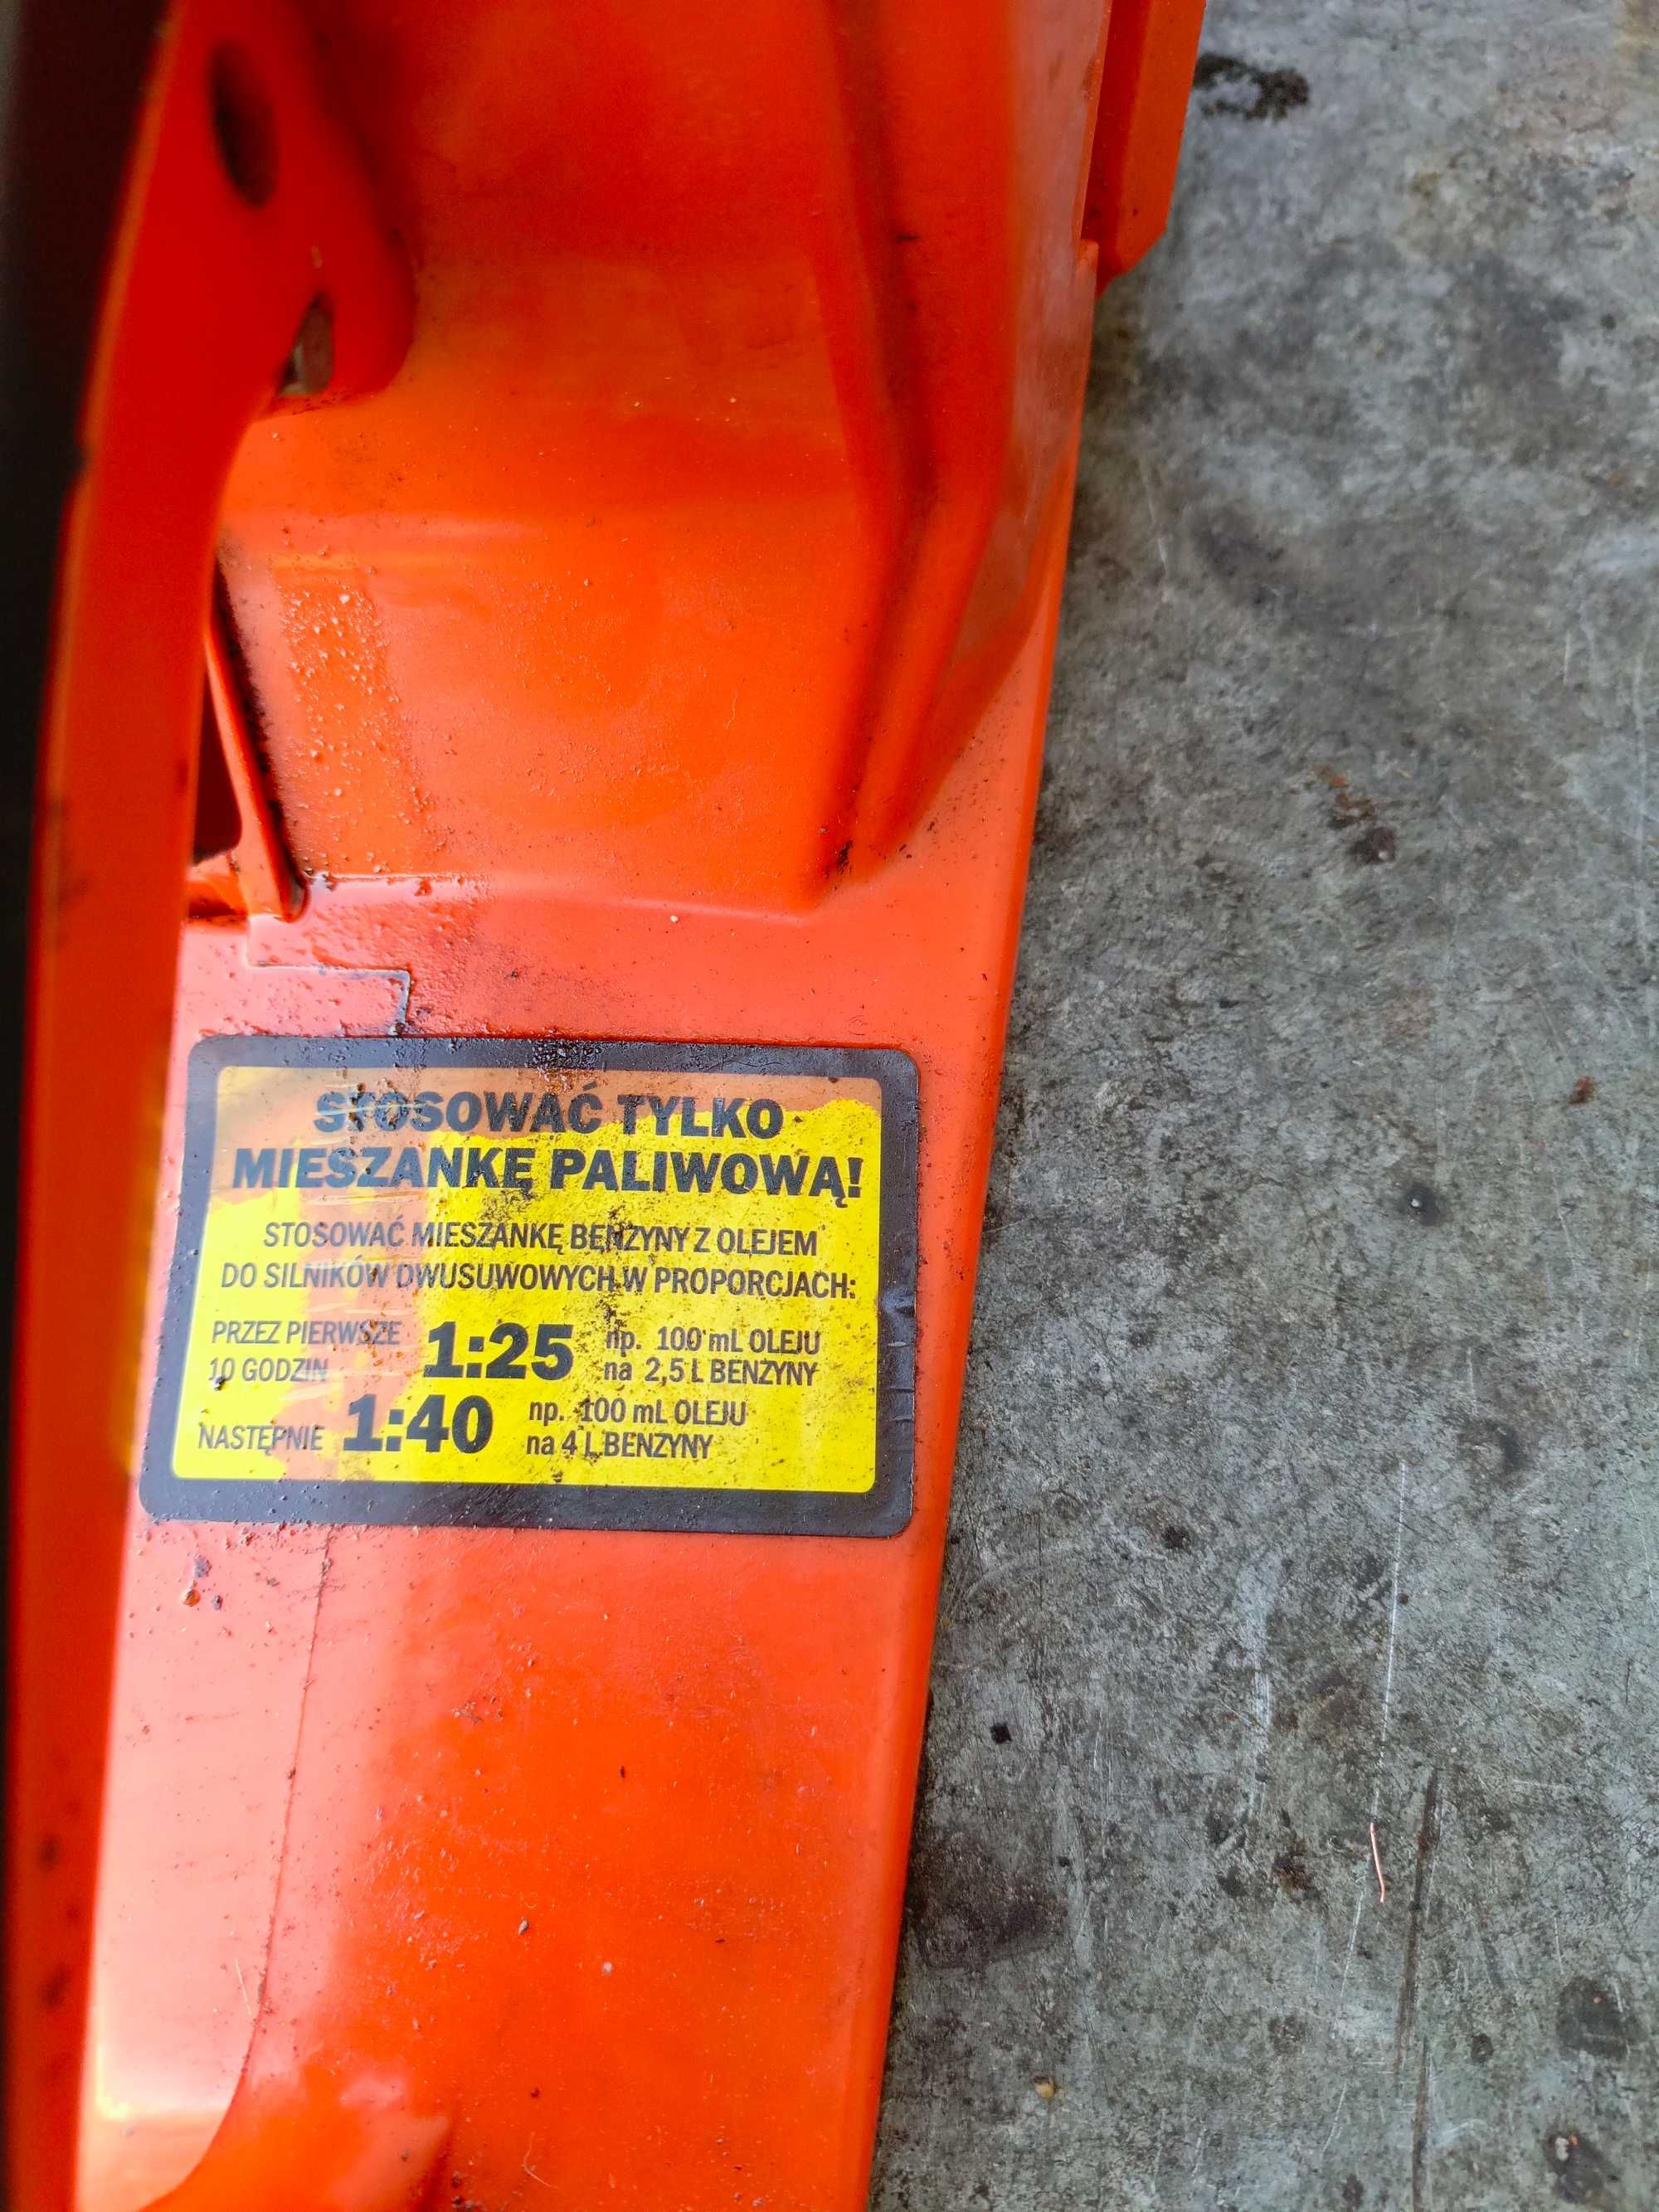 STOSOWAĆ TYLKO
MIESZANKĘ PALIWOWĄ!
STOSOWAĆ MIESZANKĘ BENZYNY Z OLEJEM
DO SILNIKÓW DWUSUWOWYCH W PROPORCJACH:
PRZEZ PIERWSZE
10 GODZIN
1:25
np. 100 mL OLEJU
na 2,5 L BENZYNY
NASTĘPNIE
1:40
np. 100 mL OLEJU
na 4 L BENZYNY